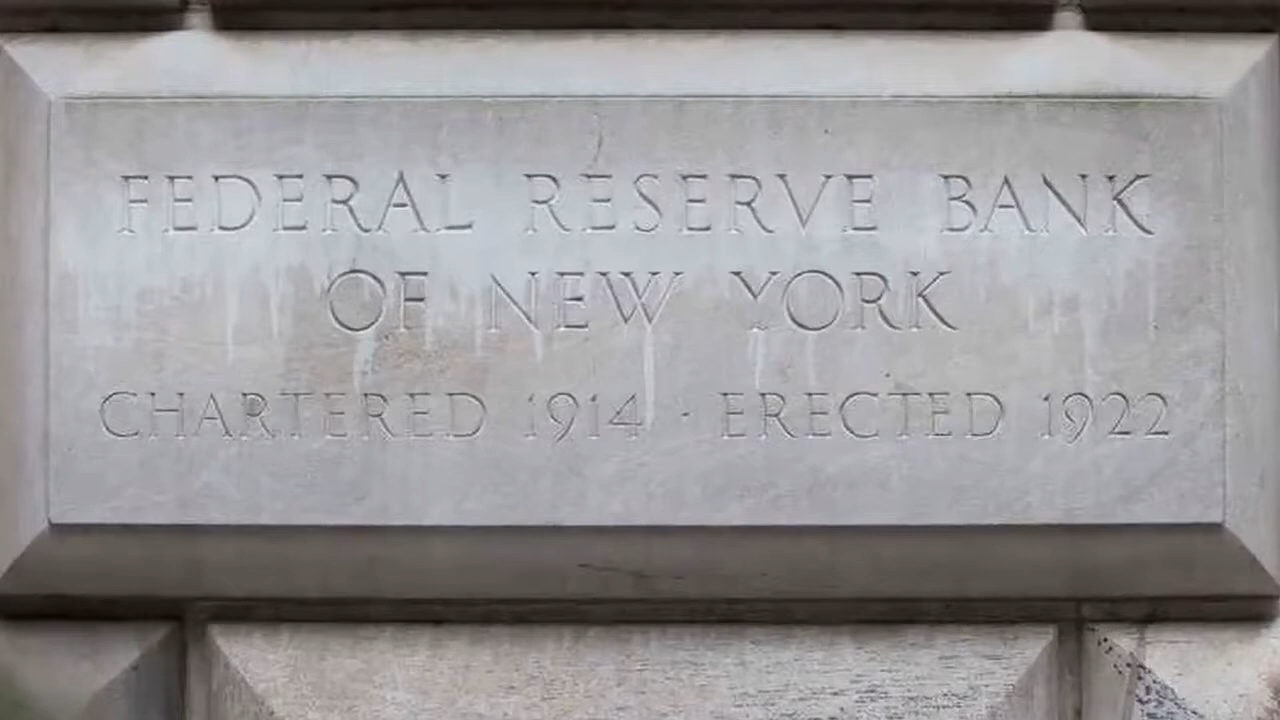 FEDERAL RESERVE BANK
OF NEW YORK
CHARTERED 1914 · ERECTED 1922